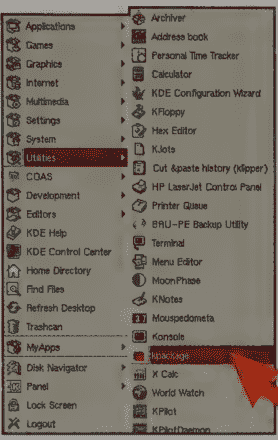 Applications
Games
Graphics
Internet
Multimedia
Settings
System
Utilities
COAS
Development
Editors
KDE Help
KDE Control Center
Home Directory
Find Files
Refresh Desktop
Trashcan
MyApps
Disk Navigator
Panel
Lock Screen
Logout
Archiver
Address book
Personal Time Tracker
Calculator
KDE Configuration Wizard
KFloppy
Hex Editor
KJots
Cut &paste history (klipper)
HP LaserJet Control Panel
Printer Queue
BRU-PE Backup Utility
Terminal
Menu Editor
MoonPhase
KNotes
Mouspedometa
Konsole
kpackage
X Calc
World Watch
KPilot
KPilotDaemon